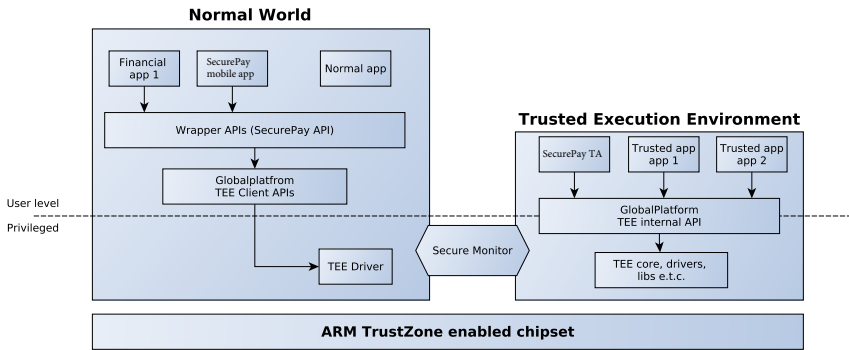 Normal World
Financial
app 1
SecurePay
mobile app
Normal app
Wrapper APIs (SecurePay API)
Globalplatfrom
TEE Client APIs
User level
Privileged
TEE Driver
Secure Monitor
Trusted Execution Environment
SecurePay TA
Trusted app
app 1
Trusted app
app 2
GlobalPlatform
TEE internal API
TEE core, drivers,
libs e.t.c.
ARM TrustZone enabled chipset